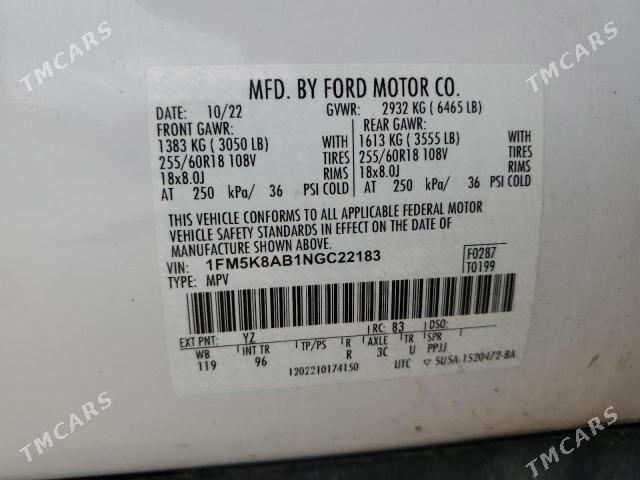 MFD. BY FORD MOTOR CO.
DATE: 10/22 GVWR: 2932 KG ( 6465 LB)
FRONT GAWR: REAR GAWR:
1383 KG ( 3050 LB) WITH 1613 KG ( 3555 LB) WITH
255/60R18 108V TIRES 255/60R18 108V TIRES
18x8.0J RIMS 18x8.0J RIMS
AT 250 kPa/ 36 PSI COLD AT 250 kPa/ 36 PSI COLD
THIS VEHICLE CONFORMS TO ALL APPLICABLE FEDERAL MOTOR
VEHICLE SAFETY STANDARDS IN EFFECT ON THE DATE OF
MANUFACTURE SHOWN ABOVE.
VIN: 1FM5K8AB1NGC22183 F0287
TYPE: MPV T0199
EXT PNT: YZ RC: 83 DSO:
WB INT TR TP/PS R AXLE TR SPR
119 96 R 3C U PPJJ
1202210174150 UTC ▽ 5U5A-1520472-BA
TMCARS
TMCARS
TMCARS
TMCARS
TMCARS